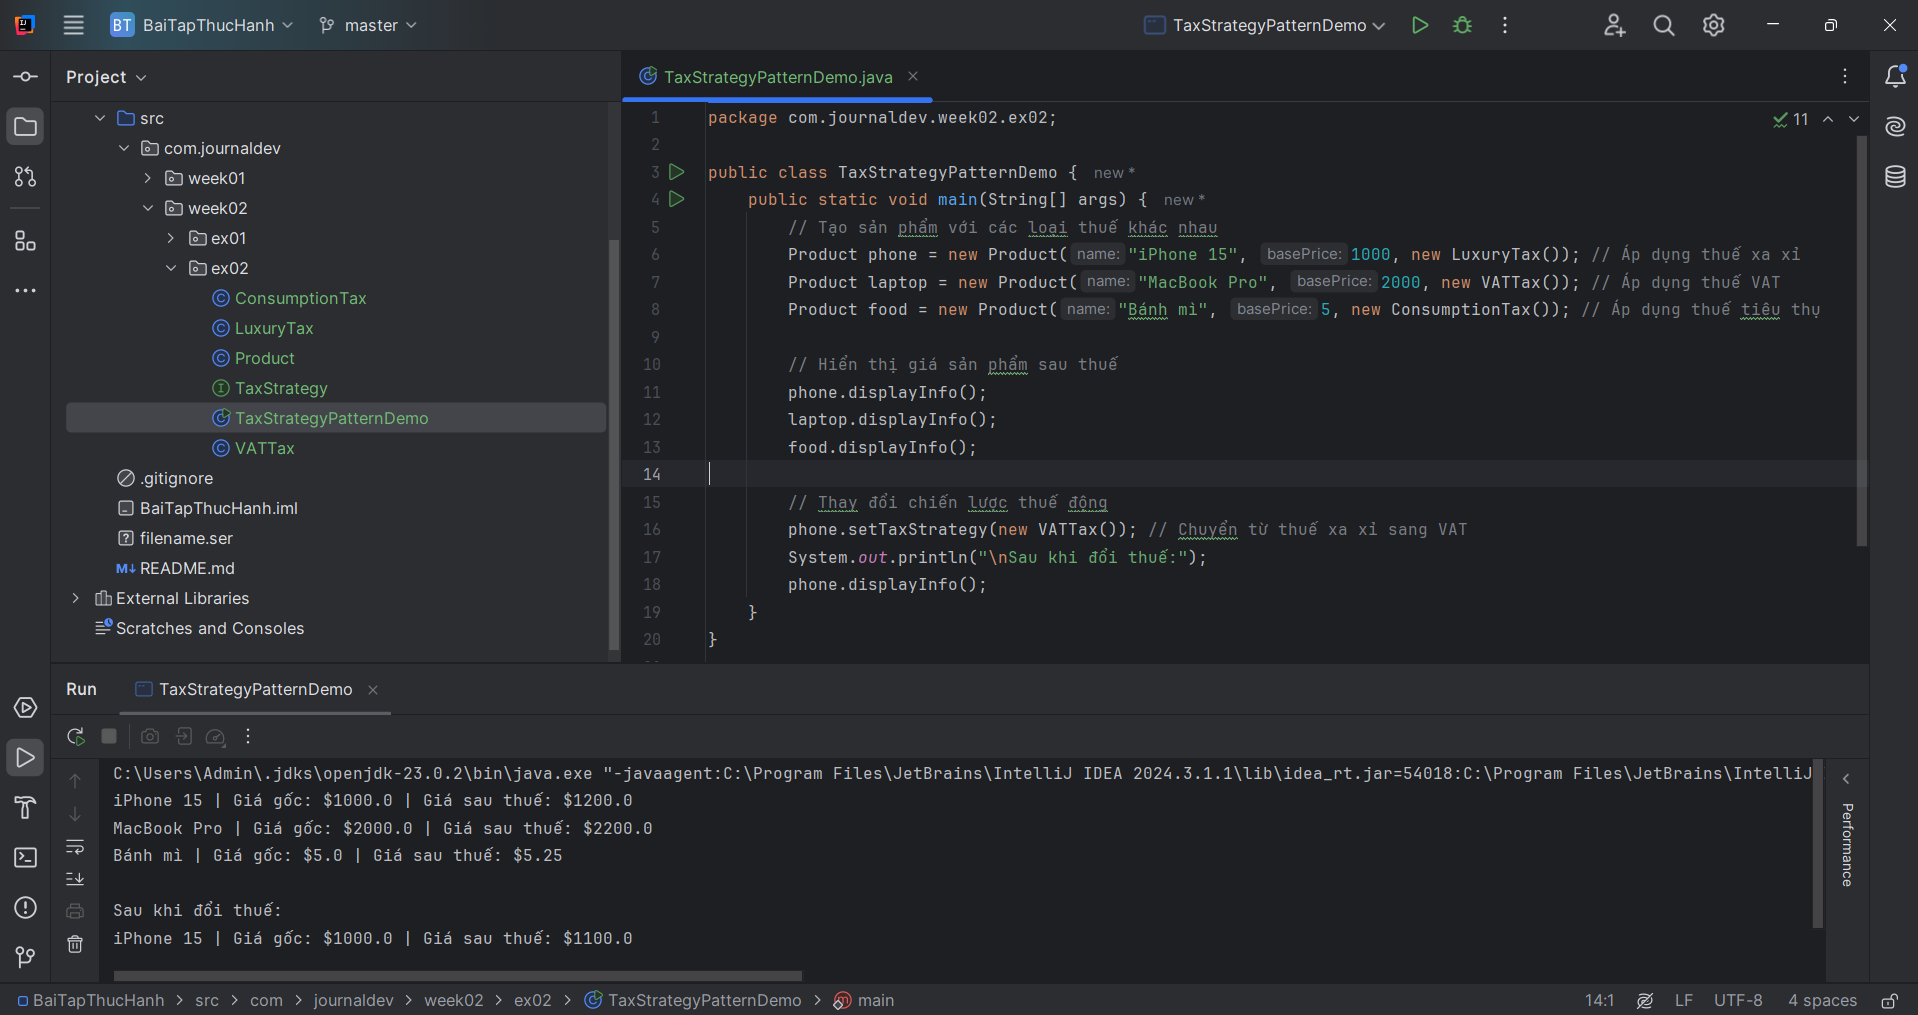 BT BaiTapThucHanh master TaxStrategyPatternDemo
Project
src
com.journaldev
week01
week02
ex01
ex02
ConsumptionTax
LuxuryTax
Product
TaxStrategy
TaxStrategyPatternDemo
VATTax
.gitignore
BaiTapThucHanh.iml
filename.ser
README.md
External Libraries
Scratches and Consoles
TaxStrategyPatternDemo.java
11
1 package com.journaldev.week02.ex02;
2
3 public class TaxStrategyPatternDemo { new *
4 public static void main(String[] args) { new *
5 // Tạo sản phẩm với các loại thuế khác nhau
6 Product phone = new Product( name: "iPhone 15", basePrice: 1000, new LuxuryTax()); // Áp dụng thuế xa xỉ
7 Product laptop = new Product( name: "MacBook Pro", basePrice: 2000, new VATTax()); // Áp dụng thuế VAT
8 Product food = new Product( name: "Bánh mì", basePrice: 5, new ConsumptionTax()); // Áp dụng thuế tiêu thụ
9
10 // Hiển thị giá sản phẩm sau thuế
11 phone.displayInfo();
12 laptop.displayInfo();
13 food.displayInfo();
14
15 // Thay đổi chiến lược thuế động
16 phone.setTaxStrategy(new VATTax()); // Chuyển từ thuế xa xỉ sang VAT
17 System.out.println("\nSau khi đổi thuế:");
18 phone.displayInfo();
19 }
20 }
Run TaxStrategyPatternDemo
C:\Users\Admin\.jdks\openjdk-23.0.2\bin\java.exe "-javaagent:C:\Program Files\JetBrains\IntelliJ IDEA 2024.3.1.1\lib\idea_rt.jar=54018:C:\Program Files\JetBrains\IntelliJ
iPhone 15 | Giá gốc: $1000.0 | Giá sau thuế: $1200.0
MacBook Pro | Giá gốc: $2000.0 | Giá sau thuế: $2200.0
Bánh mì | Giá gốc: $5.0 | Giá sau thuế: $5.25
Sau khi đổi thuế:
iPhone 15 | Giá gốc: $1000.0 | Giá sau thuế: $1100.0
Performance
BaiTapThucHanh > src > com > journaldev > week02 > ex02 > TaxStrategyPatternDemo > main 14:1 LF UTF-8 4 spaces